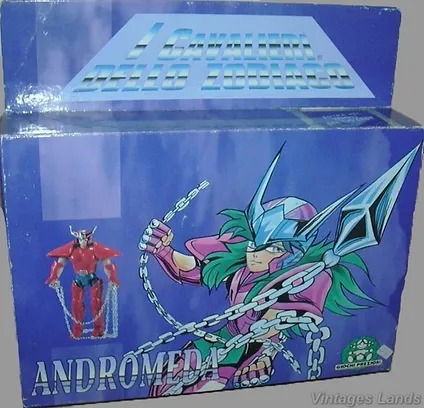 I CAVALIERI
DELLO ZODIACO
ANDROMEDA
GIOCHI PREZIOSI
Vintages Lands